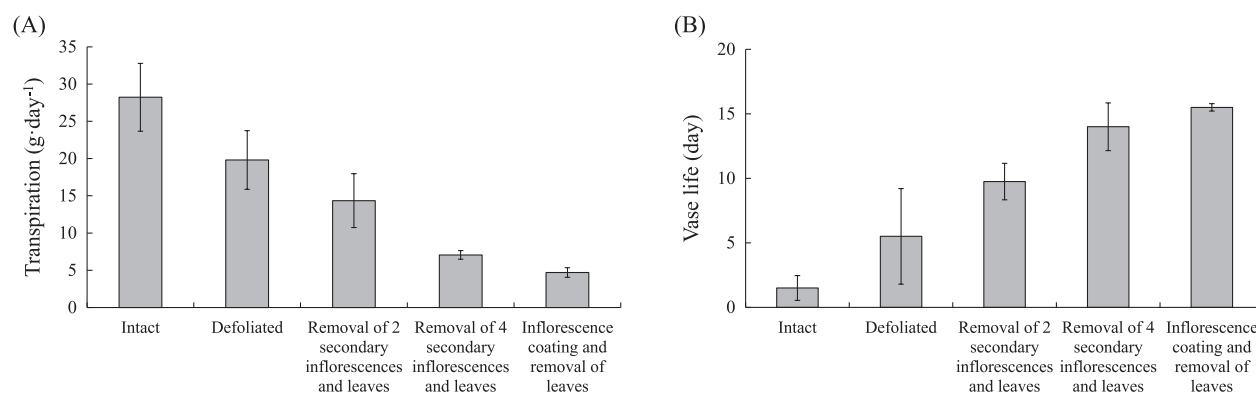 (A)
35
30
25
20
15
10
5
0
Transpiration (g·day-1)
Intact
Defoliated
Removal of 2
secondary
inflorescences
and leaves
Removal of 4
secondary
inflorescences
and leaves
Inflorescence
coating and
removal of
leaves
(B)
20
15
10
5
0
Vase life (day)
Intact
Defoliated
Removal of 2
secondary
inflorescences
and leaves
Removal of 4
secondary
inflorescences
and leaves
Inflorescence
coating and
removal of
leaves